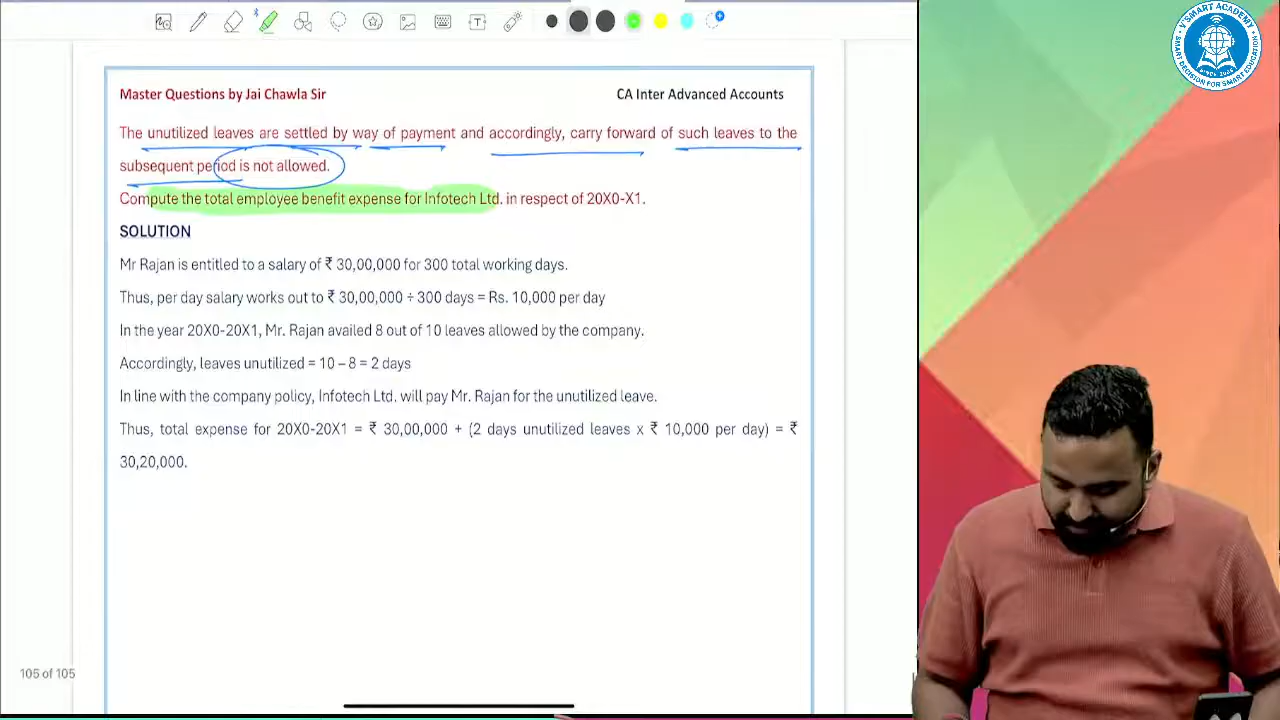 Master Questions by Jai Chawla Sir
CA Inter Advanced Accounts
The unutilized leaves are settled by way of payment and accordingly, carry forward of such leaves to the
subsequent period is not allowed.
Compute the total employee benefit expense for Infotech Ltd. in respect of 20X0-X1.
SOLUTION
Mr Rajan is entitled to a salary of ₹ 30,00,000 for 300 total working days.
Thus, per day salary works out to ₹ 30,00,000 ÷ 300 days = Rs. 10,000 per day
In the year 20X0-20X1, Mr. Rajan availed 8 out of 10 leaves allowed by the company.
Accordingly, leaves unutilized = 10 – 8 = 2 days
In line with the company policy, Infotech Ltd. will pay Mr. Rajan for the unutilized leave.
Thus, total expense for 20X0-20X1 = ₹ 30,00,000 + (2 days unutilized leaves x ₹ 10,000 per day) = ₹
30,20,000.
105 of 105
V'SMART ACADEMY
SMART DECISION FOR SMART EDUCATION